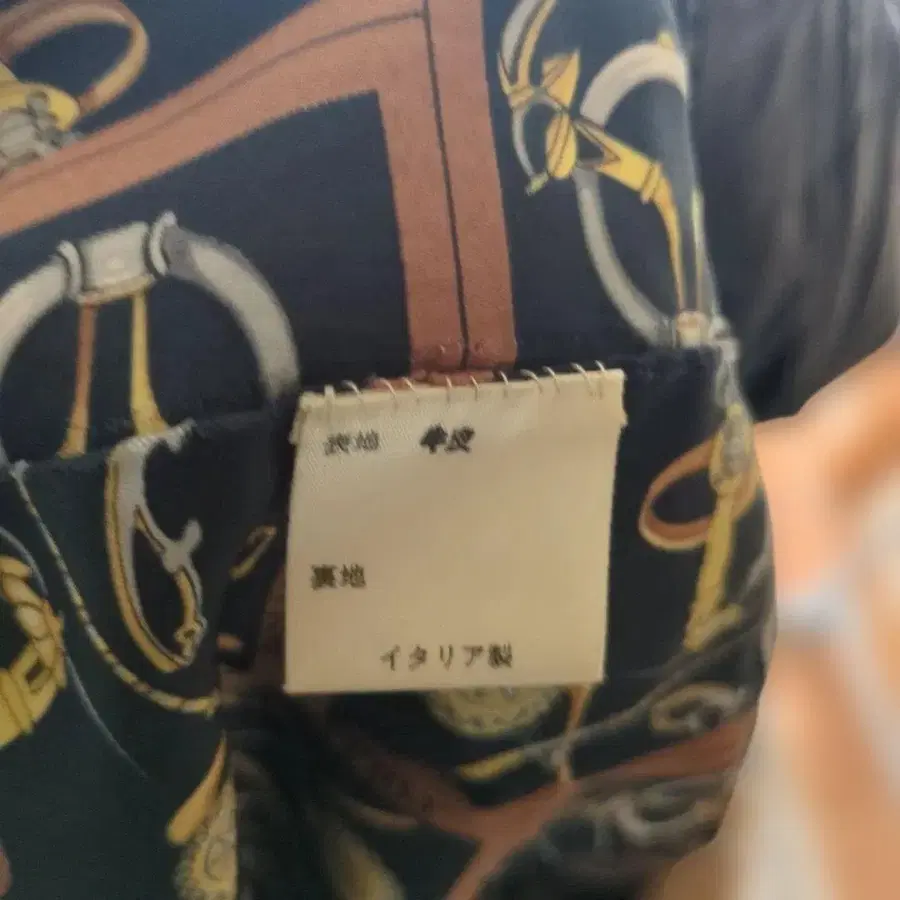 表地 牛皮
裏地
イタリア製